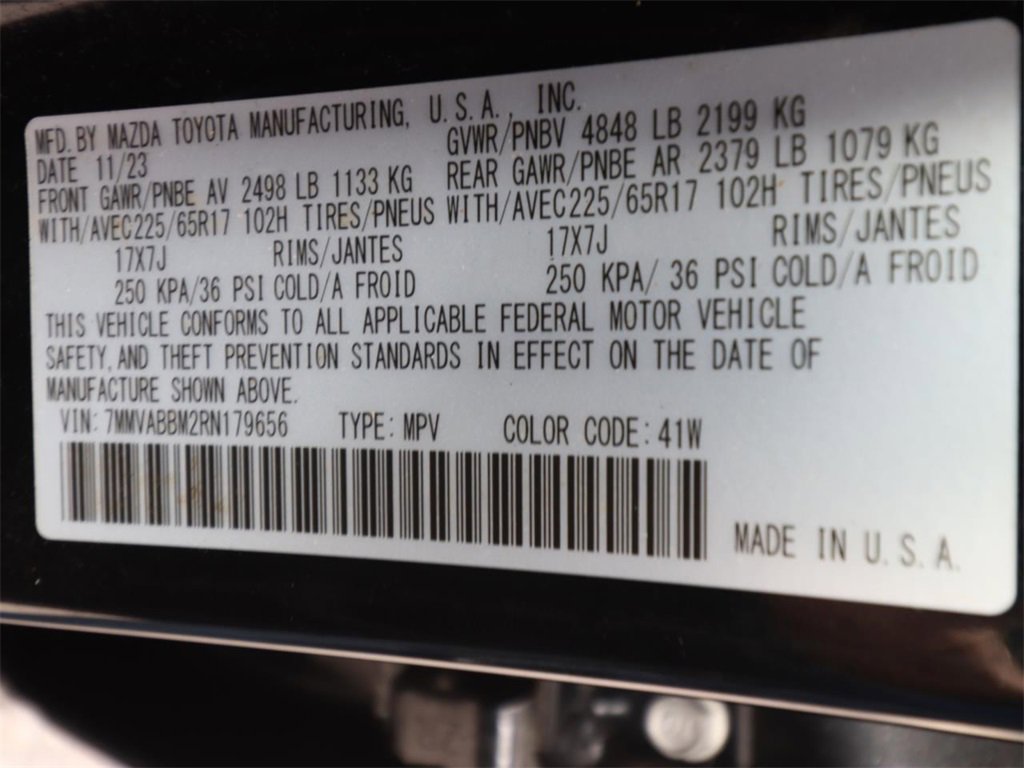 MFD. BY MAZDA TOYOTA MANUFACTURING, U.S.A., INC.
DATE 11/23 GVWR/PNBV 4848 LB 2199 KG
FRONT GAWR/PNBE AV 2498 LB 1133 KG REAR GAWR/PNBE AR 2379 LB 1079 KG
WITH/AVEC225/65R17 102H TIRES/PNEUS WITH/AVEC225/65R17 102H TIRES/PNEUS
17X7J RIMS/JANTES 17X7J RIMS/JANTES
250 KPA/36 PSI COLD/A FROID 250 KPA/ 36 PSI COLD/A FROID
THIS VEHICLE CONFORMS TO ALL APPLICABLE FEDERAL MOTOR VEHICLE
SAFETY, AND THEFT PREVENTION STANDARDS IN EFFECT ON THE DATE OF
MANUFACTURE SHOWN ABOVE.
VIN: 7MMVABBM2RN179656 TYPE: MPV COLOR CODE: 41W
MADE IN U.S.A.